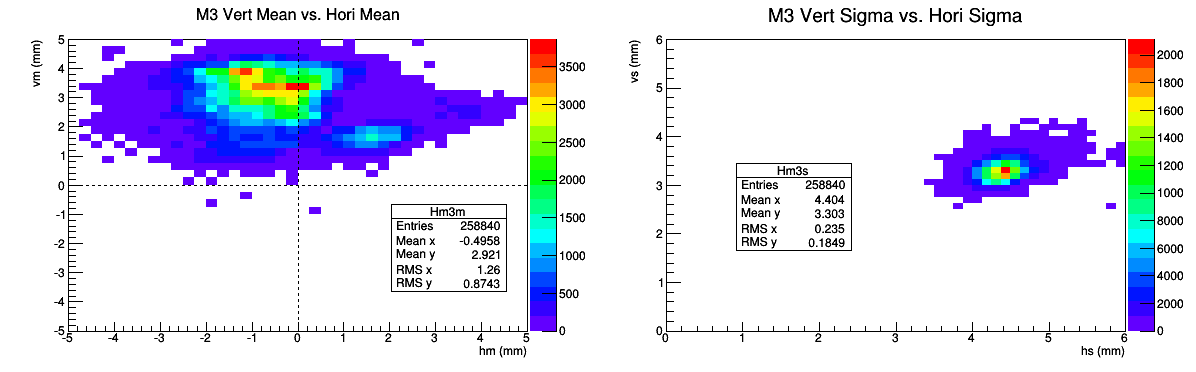 M3 Vert Mean vs. Hori Mean
vm (mm)
5
4
3
2
1
0
-1
-2
-3
-4
-5
-5 -4 -3 -2 -1 0 1 2 3 4 5
hm (mm)
Hm3m
Entries 258840
Mean x -0.4958
Mean y 2.921
RMS x 1.26
RMS y 0.8743
3500
3000
2500
2000
1500
1000
500
0
M3 Vert Sigma vs. Hori Sigma
vs (mm)
6
5
4
3
2
1
0
0 1 2 3 4 5 6
hs (mm)
Hm3s
Entries 258840
Mean x 4.404
Mean y 3.303
RMS x 0.235
RMS y 0.1849
2000
1800
1600
1400
1200
1000
8000
6000
4000
2000
0